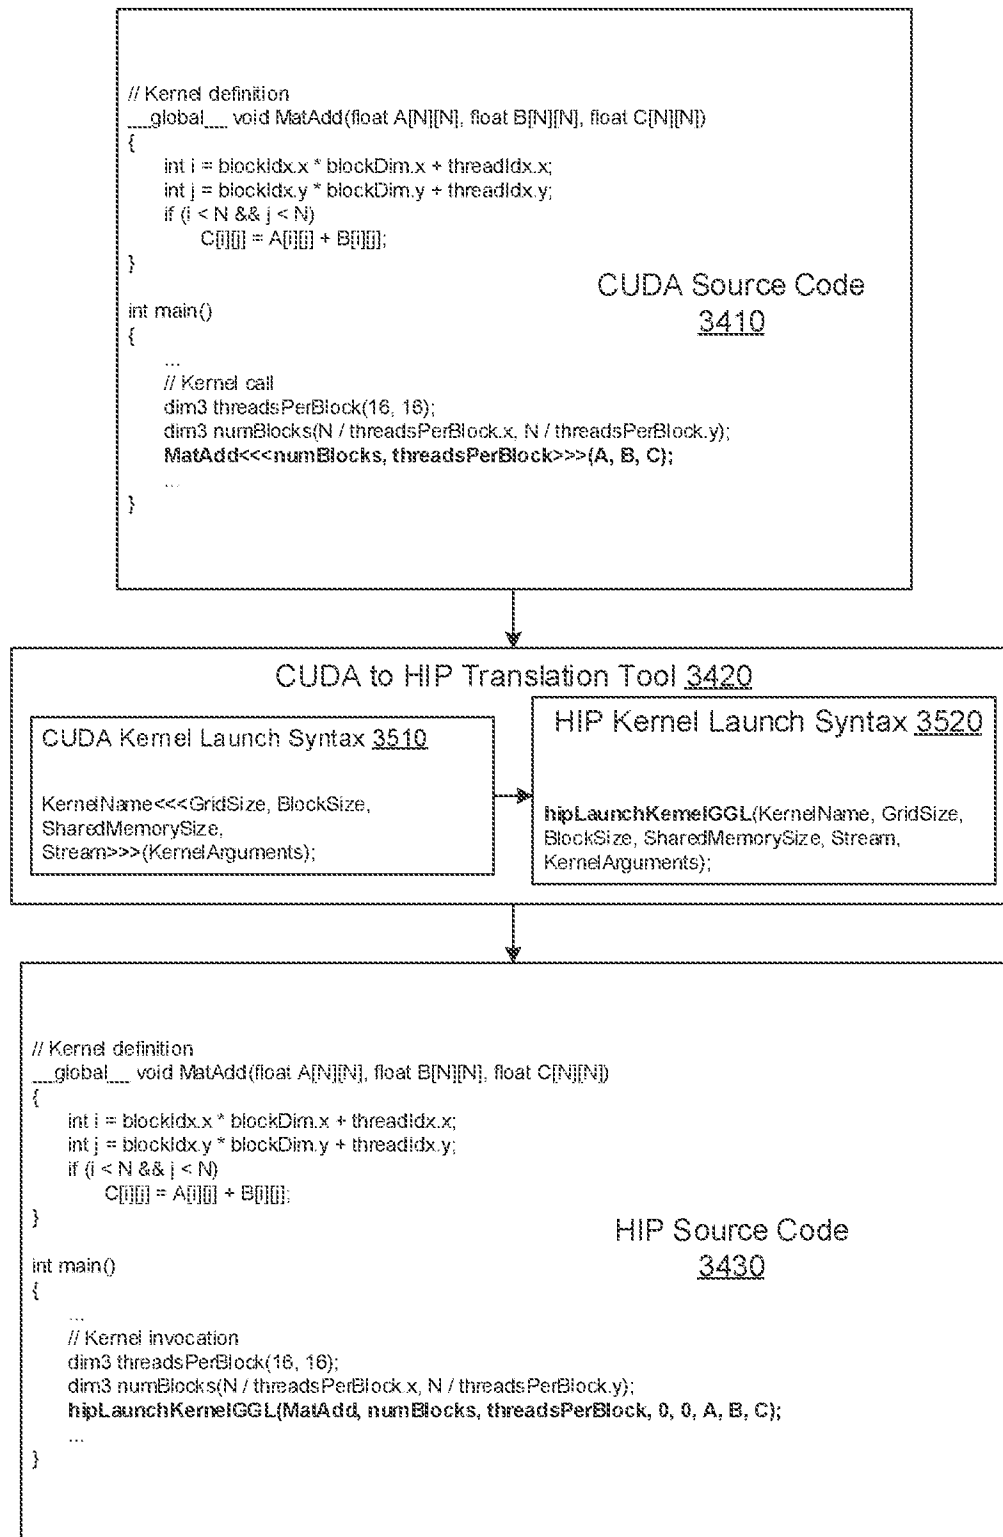 // Kernel definition
__global__ void MatAdd(float A[N][N], float B[N][N], float C[N][N])
{
int i = blockIdx.x * blockDim.x + threadIdx.x;
int j = blockIdx.y * blockDim.y + threadIdx.y;
if (i < N && j < N)
C[i][j] = A[i][j] + B[i][j];
}
CUDA Source Code
3410
int main()
{
...
// Kernel call
dim3 threadsPerBlock(16, 16);
dim3 numBlocks(N / threadsPerBlock.x, N / threadsPerBlock.y);
MatAdd<<<numBlocks, threadsPerBlock>>>(A, B, C);
...
}
CUDA to HIP Translation Tool 3420
CUDA Kernel Launch Syntax 3510
KernelName<<<GridSize, BlockSize,
SharedMemorySize,
Stream>>>(KernelArguments);
HIP Kernel Launch Syntax 3520
hipLaunchKernelGGL(KernelName, GridSize,
BlockSize, SharedMemorySize, Stream,
KernelArguments);
// Kernel definition
__global__ void MatAdd(float A[N][N], float B[N][N], float C[N][N])
{
int i = blockIdx.x * blockDim.x + threadIdx.x;
int j = blockIdx.y * blockDim.y + threadIdx.y;
if (i < N && j < N)
C[i][j] = A[i][j] + B[i][j];
}
HIP Source Code
3430
int main()
{
...
// Kernel invocation
dim3 threadsPerBlock(16, 16);
dim3 numBlocks(N / threadsPerBlock.x, N / threadsPerBlock.y);
hipLaunchKernelGGL(MatAdd, numBlocks, threadsPerBlock, 0, 0, A, B, C);
...
}